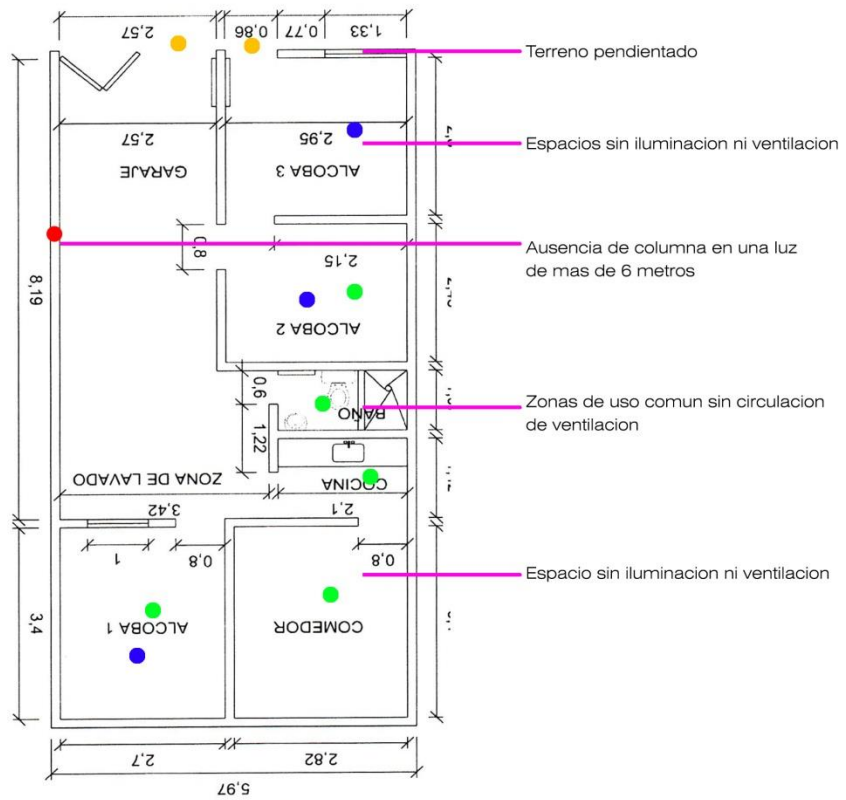 2,57
0,86
0,77
1,33
Terreno pendientado
2,57
2,95
Espacios sin iluminacion ni ventilacion
GARAJE
ALCOBA 3
Ausencia de columna en una luz
de mas de 6 metros
0,8
2,15
8,19
ALCOBA 2
0,6
Zonas de uso comun sin circulacion
de ventilacion
BAÑO
1,22
ZONA DE LAVADO
COCINA
3,42
2,1
1
0,8
0,8
Espacio sin iluminacion ni ventilacion
3,4
ALCOBA 1
COMEDOR
2,7
2,82
5,97